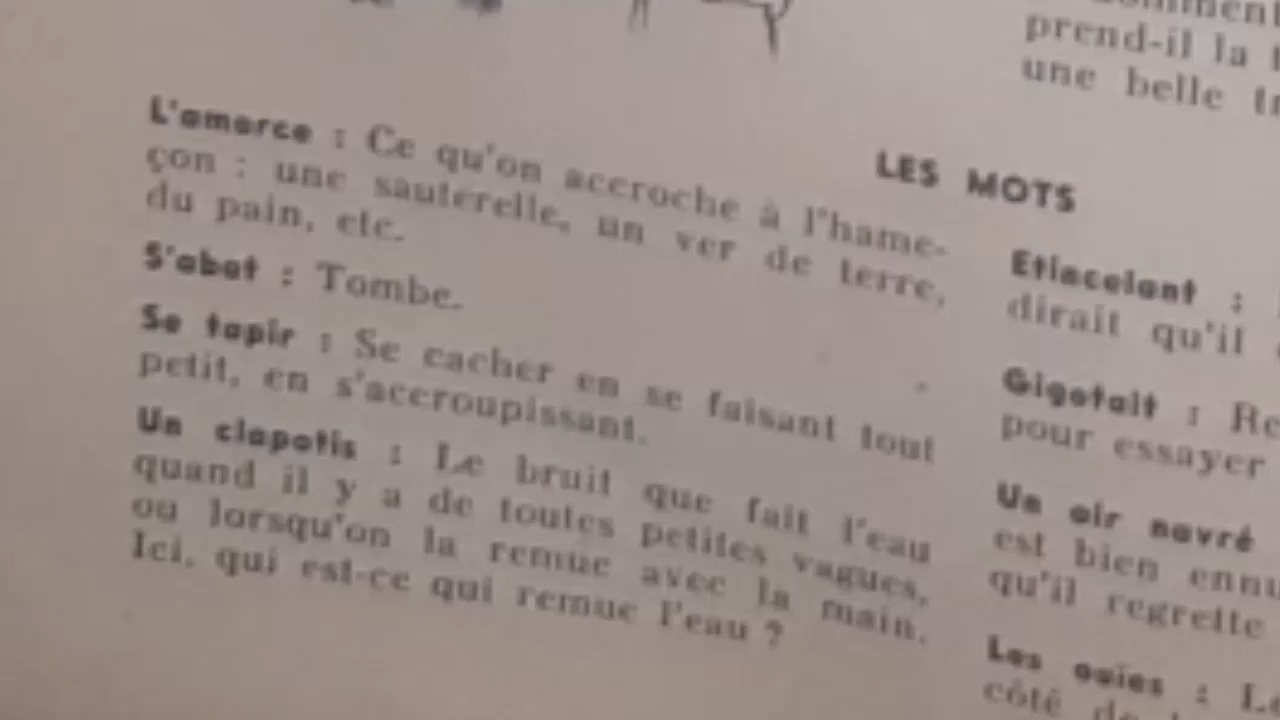 prend-il la
une belle
LES MOTS
L'amorce : Ce qu'on accroche à l'hame-
çon : une sauterelle, un ver de terre,
du pain, etc.
S'abat : Tombe.
Se tapir : Se cacher en se faisant tout
petit, en s'accroupissant.
Un clapotis : Le bruit que fait l'eau
quand il y a de toutes petites vagues,
ou lorsqu'on la remue avec la main.
Ici, qui est-ce qui remue l'eau ?
Etincelant :
dirait qu'il
Gigotait :
pour essayer
Un air navré
est bien
qu'il regrette
Les ouïes :
côté de